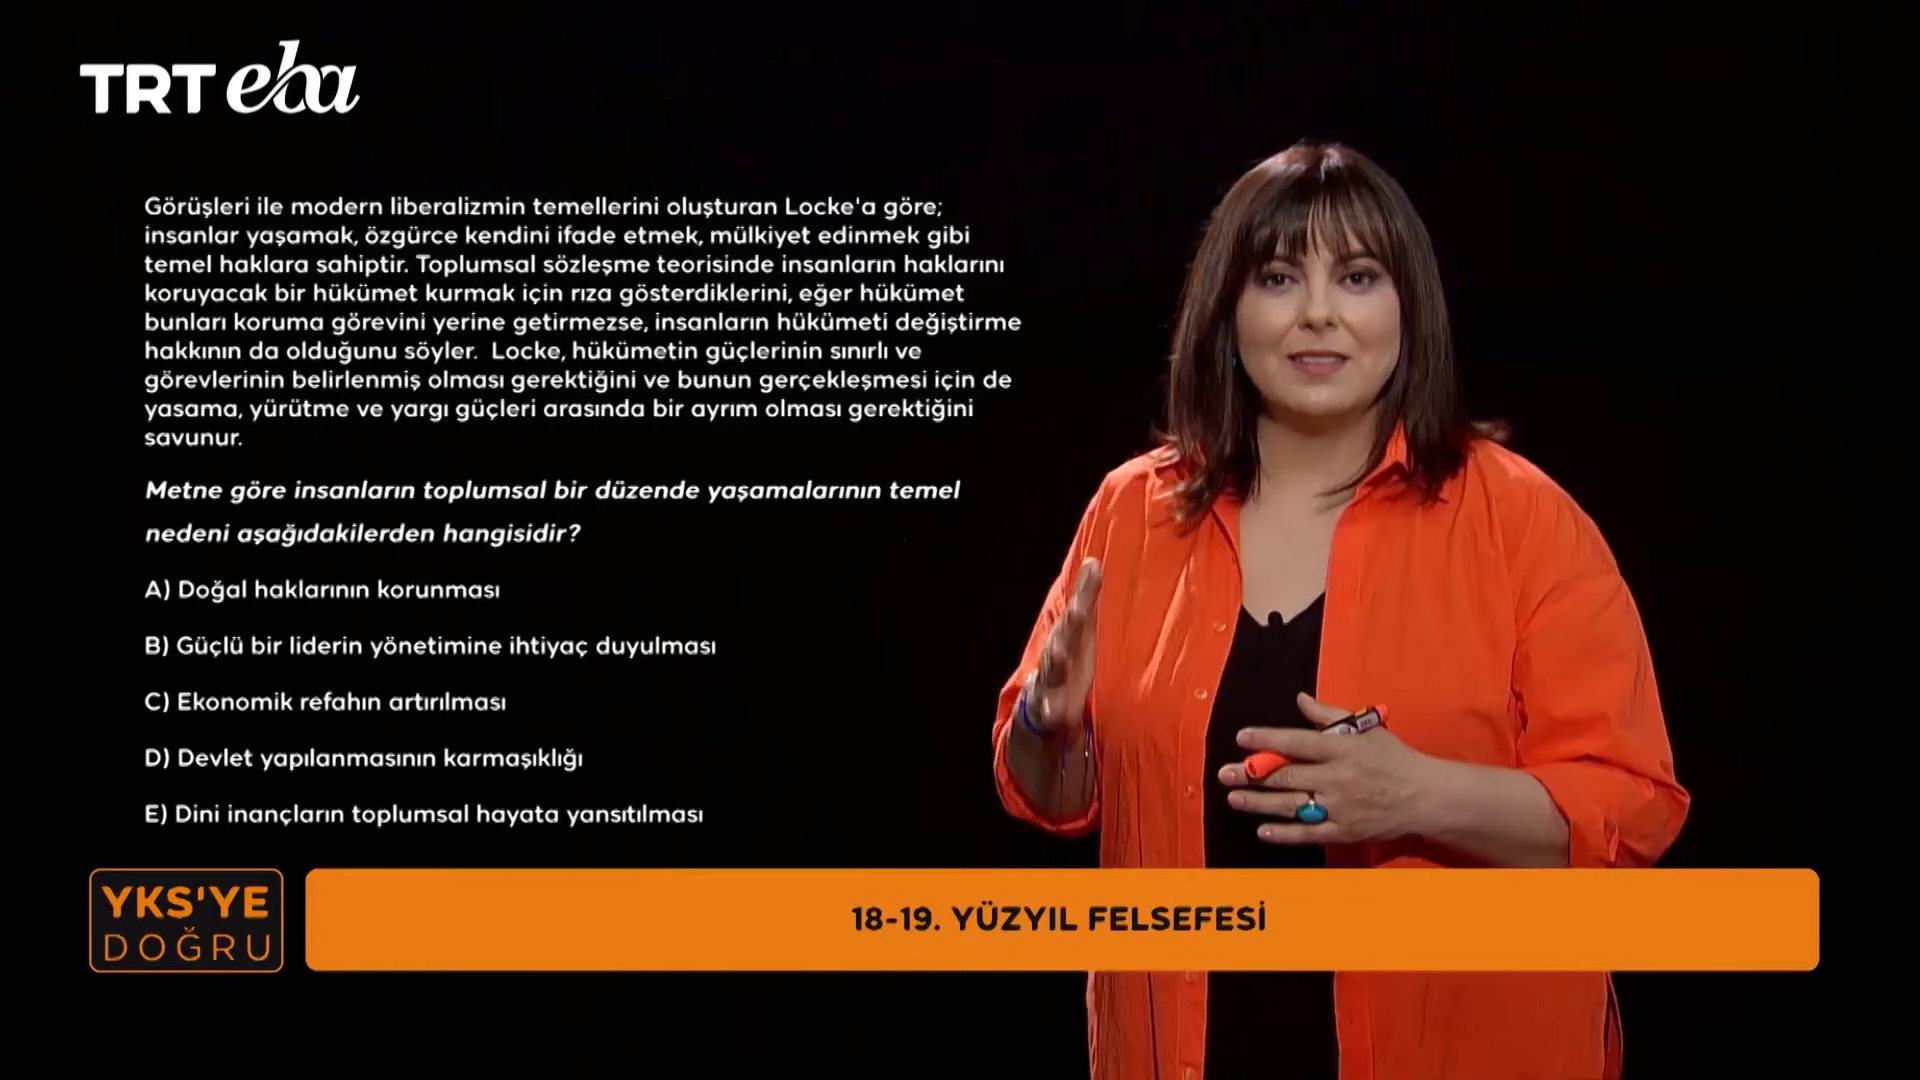 TRT eba
Görüşleri ile modern liberalizmin temellerini oluşturan Locke'a göre;
insanlar yaşamak, özgürce kendini ifade etmek, mülkiyet edinmek gibi
temel haklara sahiptir. Toplumsal sözleşme teorisinde insanların haklarını
koruyacak bir hükümet kurmak için rıza gösterdiklerini, eğer hükümet
bunları koruma görevini yerine getirmezse, insanların hükümeti değiştirme
hakkının da olduğunu söyler. Locke, hükümetin güçlerinin sınırlı ve
görevlerinin belirlenmiş olması gerektiğini ve bunun gerçekleşmesi için de
yasama, yürütme ve yargı güçleri arasında bir ayrım olması gerektiğini
savunur.
Metne göre insanların toplumsal bir düzende yaşamalarının temel
nedeni aşağıdakilerden hangisidir?
A) Doğal haklarının korunması
B) Güçlü bir liderin yönetimine ihtiyaç duyulması
C) Ekonomik refahın artırılması
D) Devlet yapılanmasının karmaşıklığı
E) Dini inançların toplumsal hayata yansıtılması
YKS'YE
DOĞRU
18-19. YÜZYIL FELSEFESİ